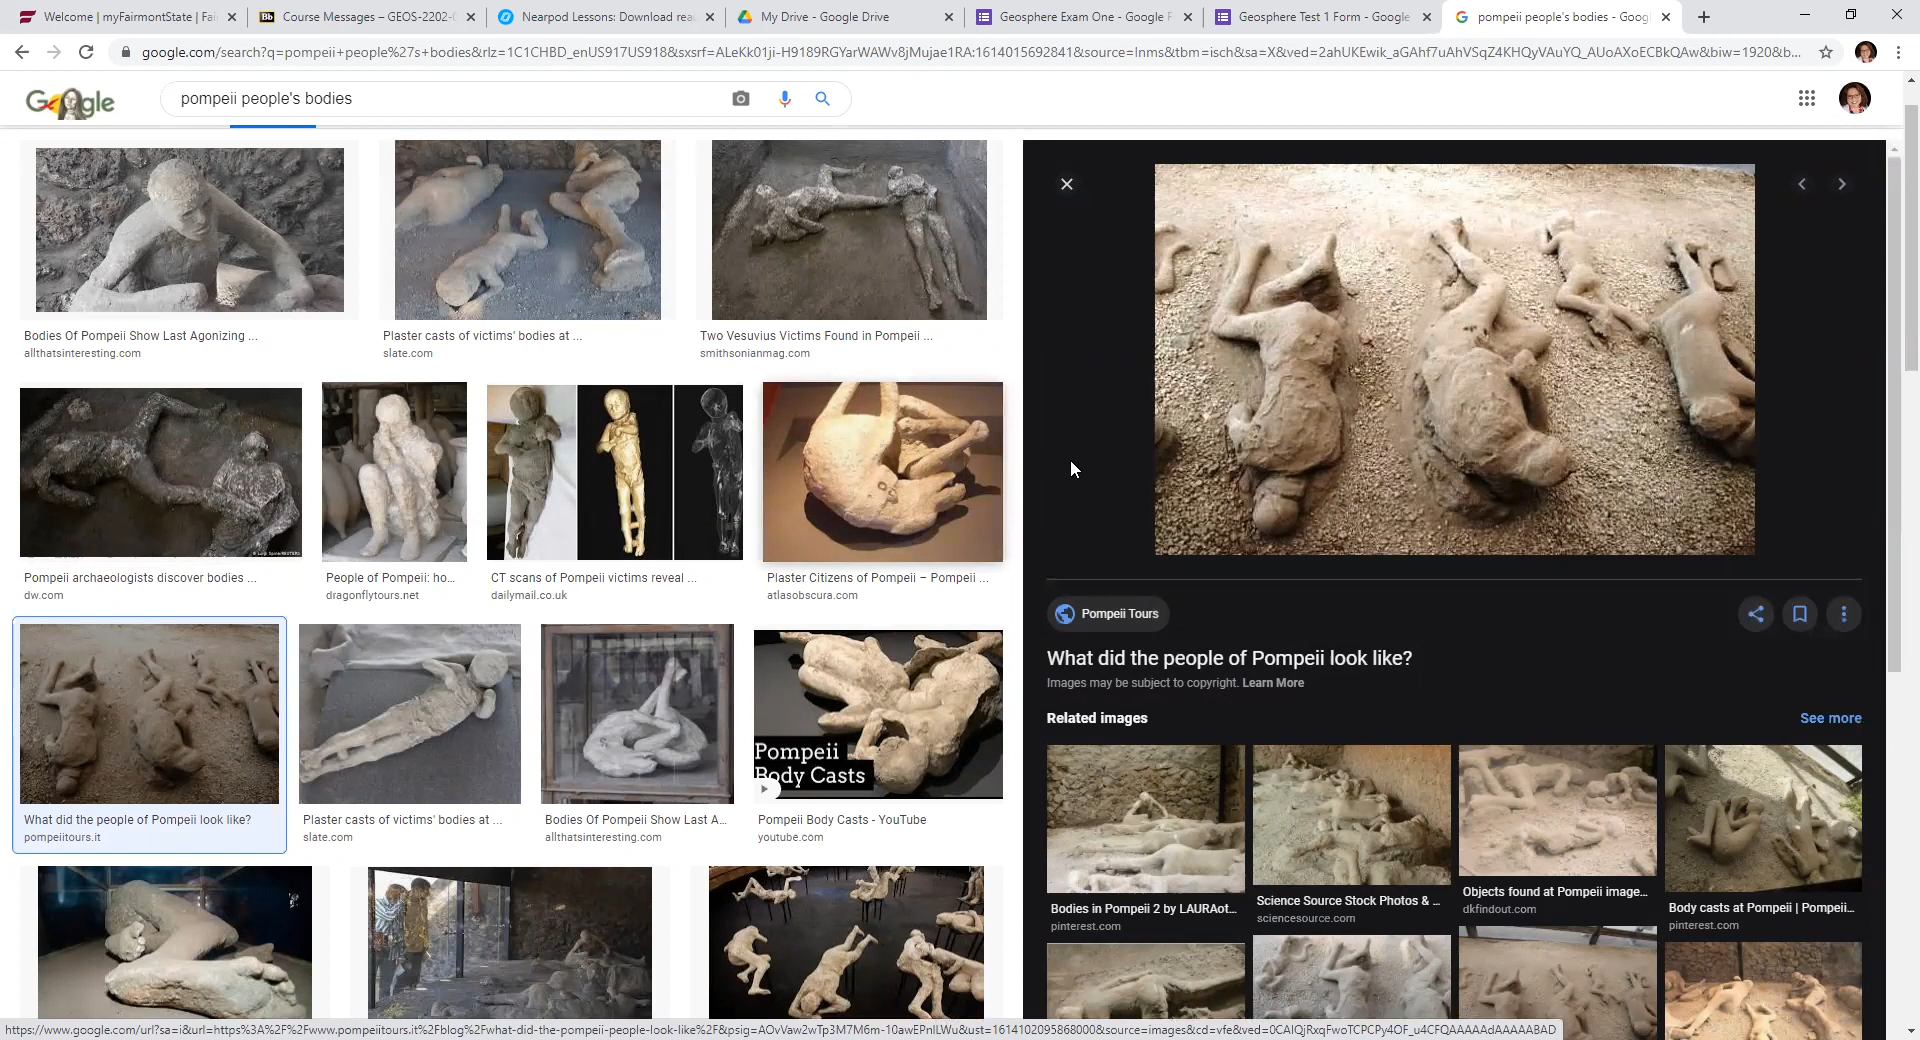 Welcome | myFairmontState | Fai
Course Messages – GEOS-2202-
Nearpod Lessons: Download rea
My Drive - Google Drive
Geosphere Exam One - Google F
Geosphere Test 1 Form - Google
pompeii people's bodies - Goog
google.com/search?q=pompeii+people%27s+bodies&rlz=1C1CHBD_enUS917US918&sxsrf=ALeKk01ji-H9189RGYarWAWv8jMujae1RA:1614015692841&source=lnms&tbm=isch&sa=X&ved=2ahUKEwik_aGAhf7uAhVSqZ4KHQyVAuYQ_AUoAXoECBkQAw&biw=1920&b...
Google
pompeii people's bodies
Bodies Of Pompeii Show Last Agonizing ...
allthatsinteresting.com
Plaster casts of victims' bodies at ...
slate.com
Two Vesuvius Victims Found in Pompeii ...
smithsonianmag.com
Pompeii archaeologists discover bodies ...
dw.com
People of Pompeii: ho...
dragonflytours.net
CT scans of Pompeii victims reveal ...
dailymail.co.uk
Plaster Citizens of Pompeii – Pompeii ...
atlasobscura.com
What did the people of Pompeii look like?
pompeiitours.it
Plaster casts of victims' bodies at ...
slate.com
Bodies Of Pompeii Show Last A...
allthatsinteresting.com
Pompeii
Body Casts
Pompeii Body Casts - YouTube
youtube.com
Pompeii Tours
What did the people of Pompeii look like?
Images may be subject to copyright. Learn More
Related images
See more
Bodies in Pompeii 2 by LAURAot...
pinterest.com
Science Source Stock Photos & ...
sciencesource.com
Objects found at Pompeii image...
dkfindout.com
Body casts at Pompeii | Pompeii...
pinterest.com
https://www.google.com/url?sa=i&url=https%3A%2F%2Fwww.pompeiitours.it%2Fblog%2Fwhat-did-the-pompeii-people-look-like%2F&psig=AOvVaw2wTp3M7M6m-10awEPnlLWu&ust=1614102095868000&source=images&cd=vfe&ved=0CAIQjRxqFwoTCPCPy4OF_u4CFQAAAAAdAAAAABAD